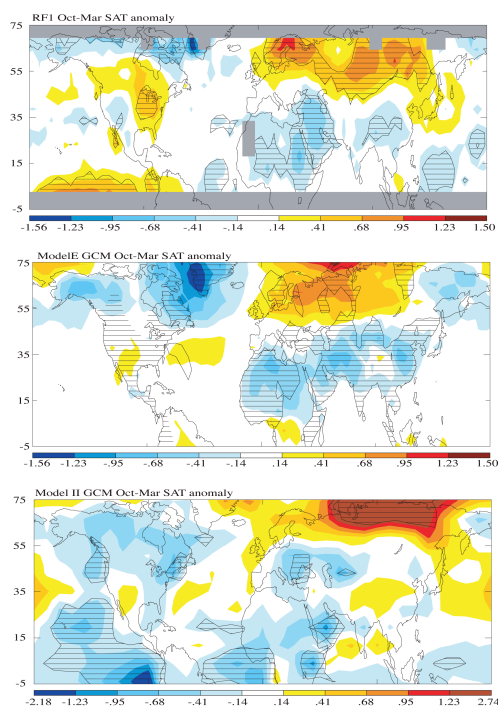 RF1 Oct-Mar SAT anomaly
75
55
35
15
-5
-1.56 -1.23 -.95 -.68 -.41 -.14 .14 .41 .68 .95 1.23 1.50
ModelE GCM Oct-Mar SAT anomaly
75
55
35
15
-5
-1.56 -1.23 -.95 -.68 -.41 -.14 .14 .41 .68 .95 1.23 1.50
Model II GCM Oct-Mar SAT anomaly
75
55
35
15
-5
-2.18 -1.23 -.95 -.68 -.41 -.14 .14 .41 .68 .95 1.23 2.74